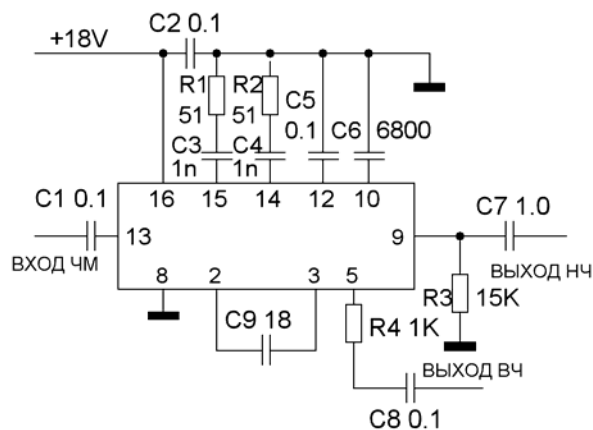 C2 0.1
+18V
R1
R2
51
51
C5
0.1
C6
6800
C3
1n
C4
1n
16
15
14
12
10
C1 0.1
13
9
C7 1.0
ВХОД ЧМ
ВЫХОД НЧ
8
2
3
5
R3
15K
C9 18
R4 1K
ВЫХОД ВЧ
C8 0.1